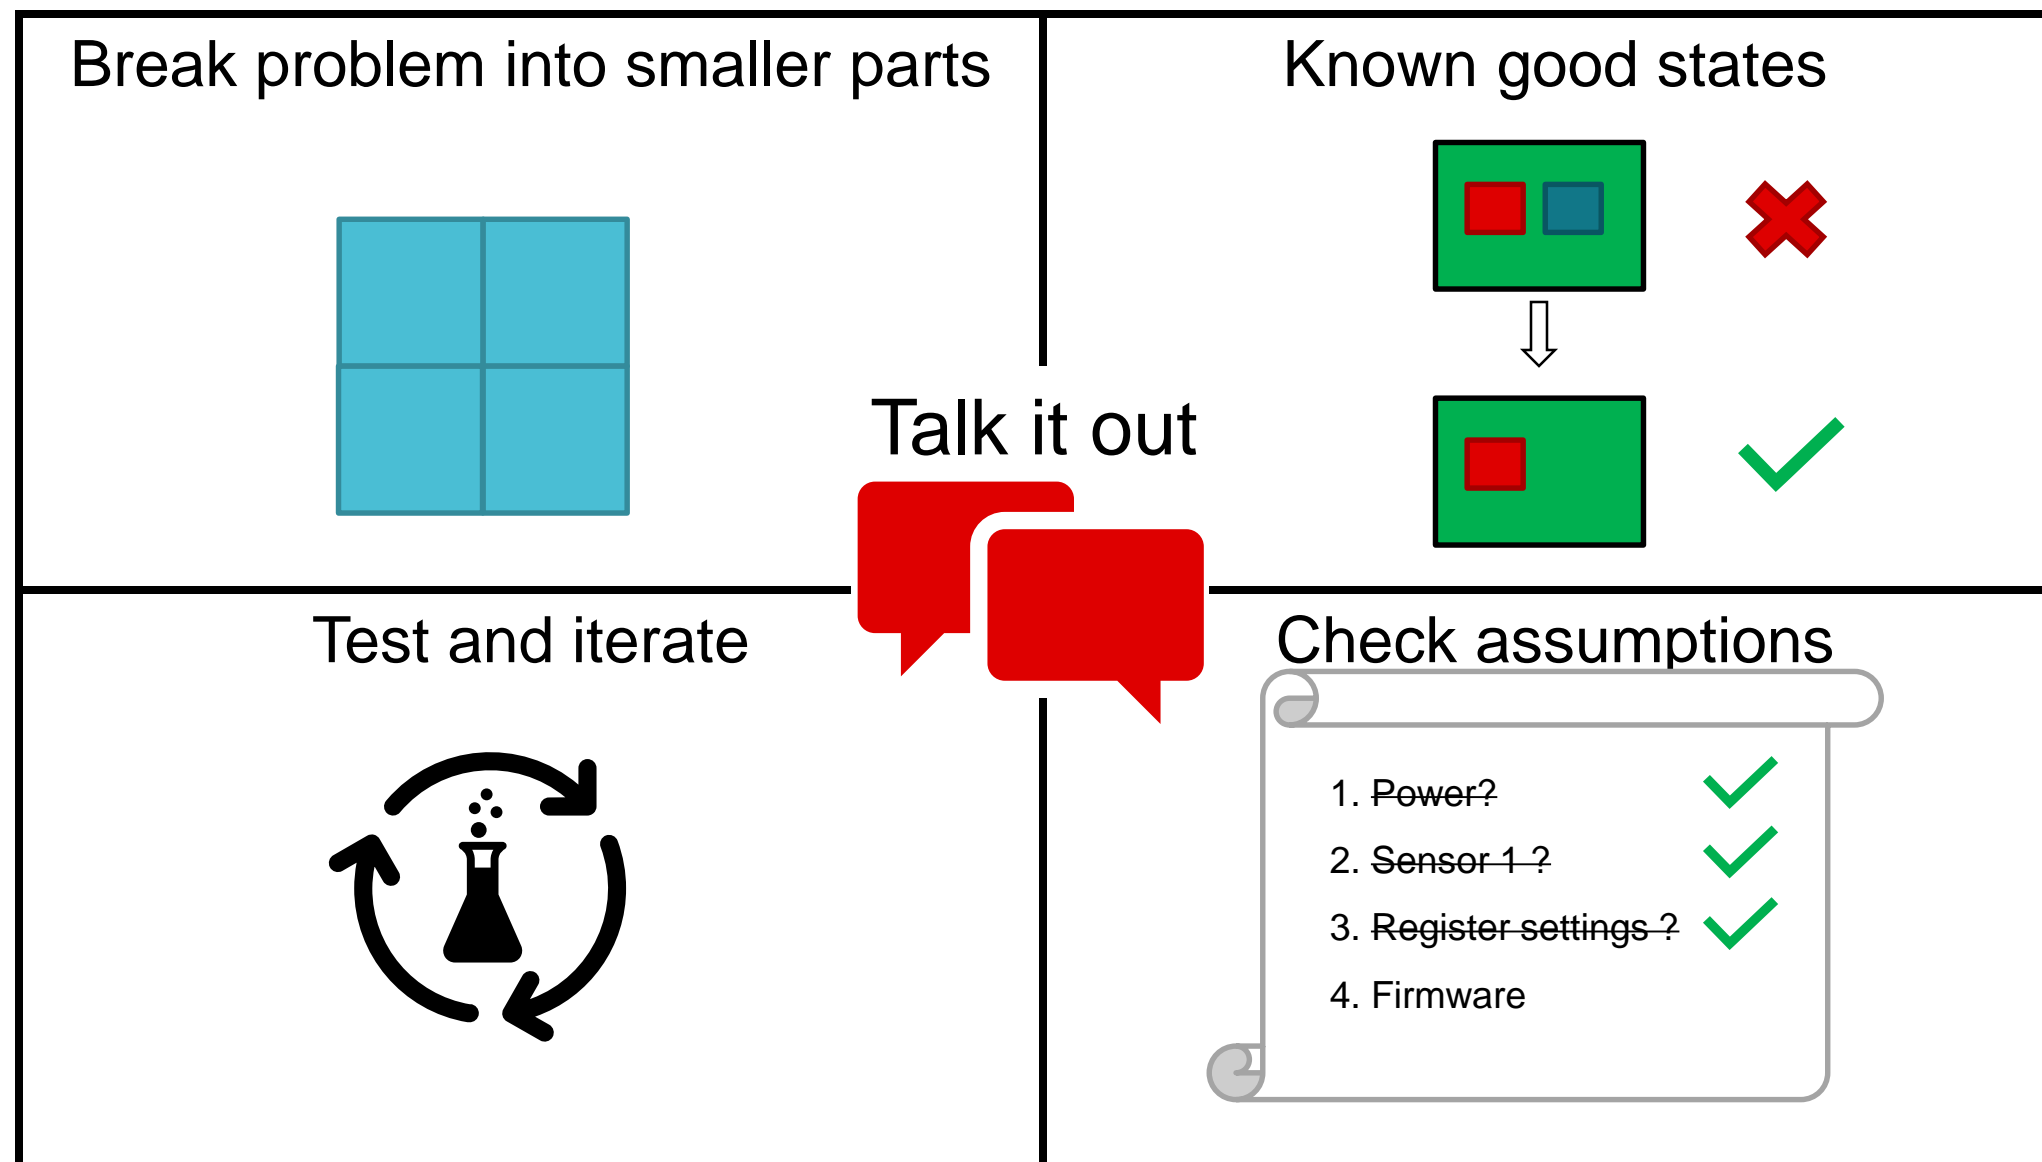 Break problem into smaller parts
Known good states
Talk it out
Test and iterate
Check assumptions
1. Power?
2. Sensor 1 ?
3. Register settings ?
4. Firmware